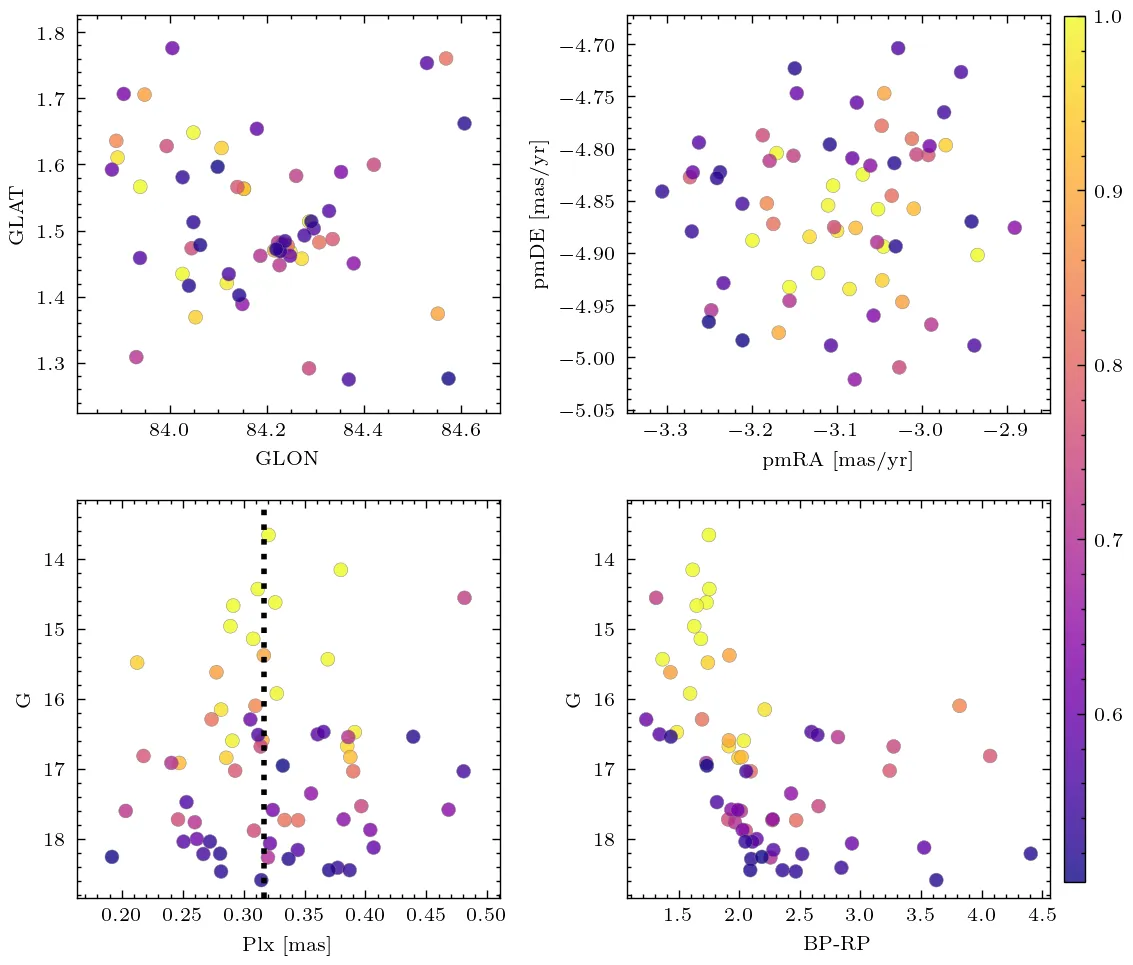 1.8
1.7
1.6
1.5
1.4
1.3
GLAT
84.0 84.2 84.4 84.6
GLON
−4.70
−4.75
−4.80
−4.85
−4.90
−4.95
−5.00
−5.05
pmDE [mas/yr]
−3.3 −3.2 −3.1 −3.0 −2.9
pmRA [mas/yr]
1.0
0.9
0.8
0.7
0.6
14
15
16
17
18
G
0.20 0.25 0.30 0.35 0.40 0.45 0.50
Plx [mas]
14
15
16
17
18
G
1.5 2.0 2.5 3.0 3.5 4.0 4.5
BP-RP